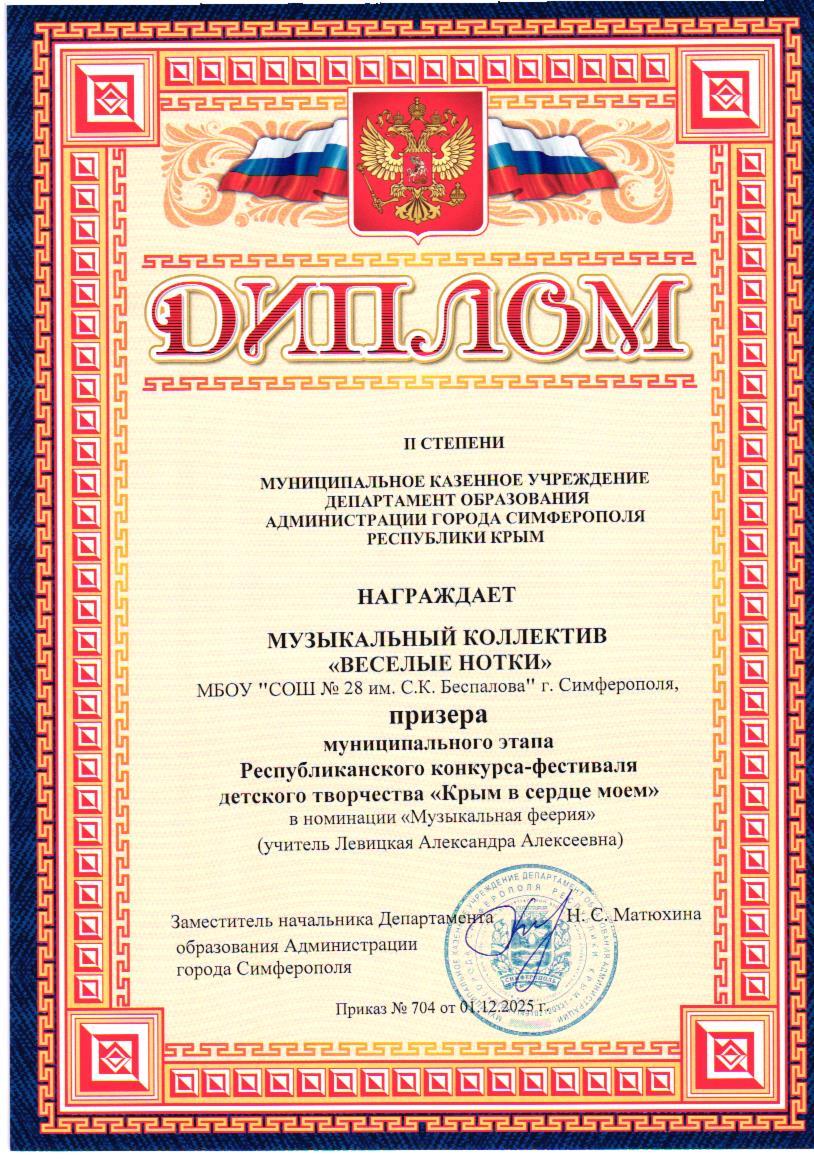 ДИПЛОМ
II СТЕПЕНИ
МУНИЦИПАЛЬНОЕ КАЗЕННОЕ УЧРЕЖДЕНИЕ
ДЕПАРТАМЕНТ ОБРАЗОВАНИЯ
АДМИНИСТРАЦИИ ГОРОДА СИМФЕРОПОЛЯ
РЕСПУБЛИКИ КРЫМ
НАГРАЖДАЕТ
МУЗЫКАЛЬНЫЙ КОЛЛЕКТИВ
«ВЕСЕЛЫЕ НОТКИ»
МБОУ "СОШ № 28 им. С.К. Беспалова" г. Симферополя,
призера
муниципального этапа
Республиканского конкурса-фестиваля
детского творчества «Крым в сердце моем»
в номинации «Музыкальная феерия»
(учитель Левицкая Александра Алексеевна)
Заместитель начальника Департамента Н. С. Матюхина
образования Администрации
города Симферополя
Приказ № 704 от 01.12.2025 г.
СИМФЕРОПОЛЬ